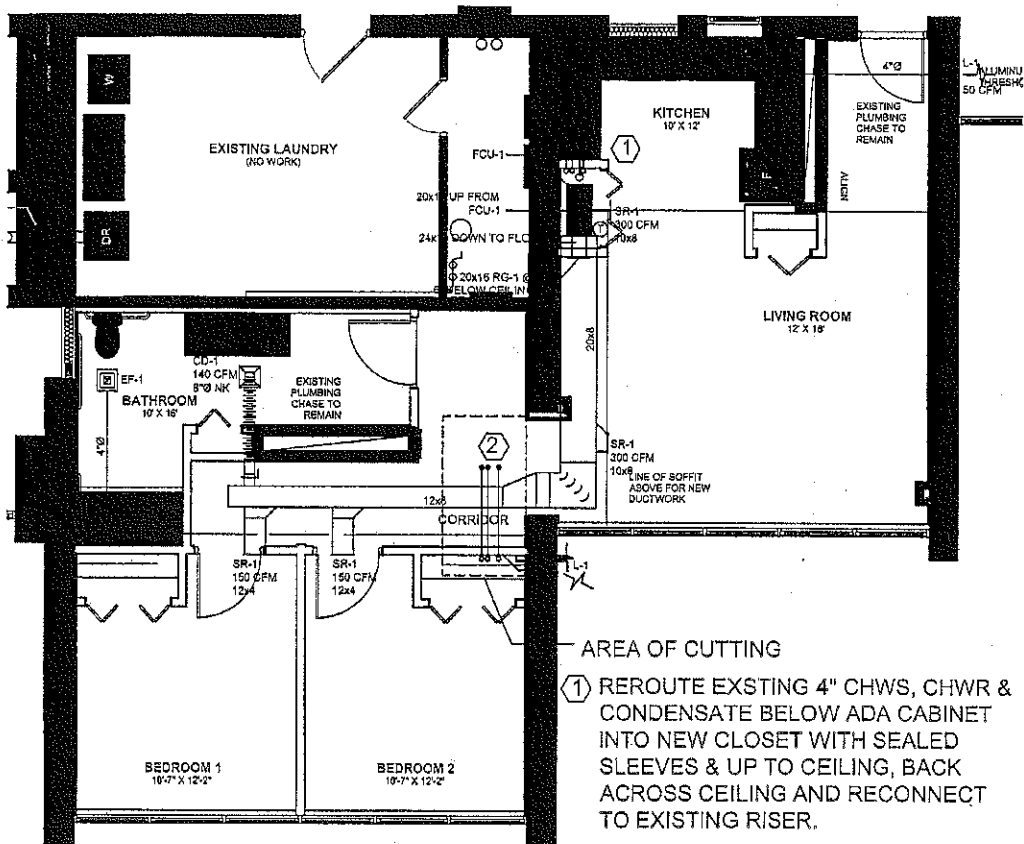 W
DR
EXISTING LAUNDRY
(NO WORK)
20x1 UP FROM
FCU-1
24x DOWN TO FLO
20x16 RG-1 @
BELOW CEILIN
FCU-1
KITCHEN
10' X 12'
1
SR-1
300 CFM
10x8
4"Ø
L-1
ALUMINU
THRESHO
50 CFM
EXISTING
PLUMBING
CHASE TO
REMAIN
ALIGN
LIVING ROOM
12' X 18'
20x8
CD-1
140 CFM
8"Ø NK
EF-1
BATHROOM
10' X 16'
4"Ø
EXISTING
PLUMBING
CHASE TO
REMAIN
2
SR-1
300 CFM
10x8
LINE OF SOFFIT
ABOVE FOR NEW
DUCTWORK
12x8
CORRIDOR
SR-1
150 CFM
12x4
SR-1
150 CFM
12x4
L-1
BEDROOM 1
10'-7" X 12'-2"
BEDROOM 2
10'-7" X 12'-2"
AREA OF CUTTING
1 REROUTE EXSTING 4" CHWS, CHWR &
CONDENSATE BELOW ADA CABINET
INTO NEW CLOSET WITH SEALED
SLEEVES & UP TO CEILING, BACK
ACROSS CEILING AND RECONNECT
TO EXISTING RISER.